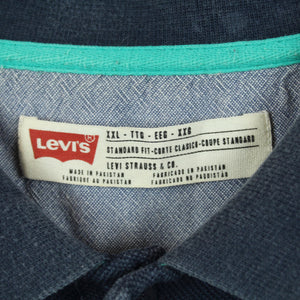 LEVI'S
XXL - TTG - EEG - XXG
STANDARD FIT-CORTE CLASICO-COUPE STANDARD
LEVI STRAUSS & CO.
MADE IN PAKISTAN FABRICADO EN PAKISTAN
FABRIQUE AU PAKISTAN FABRICADO NO PAQUISTÃO